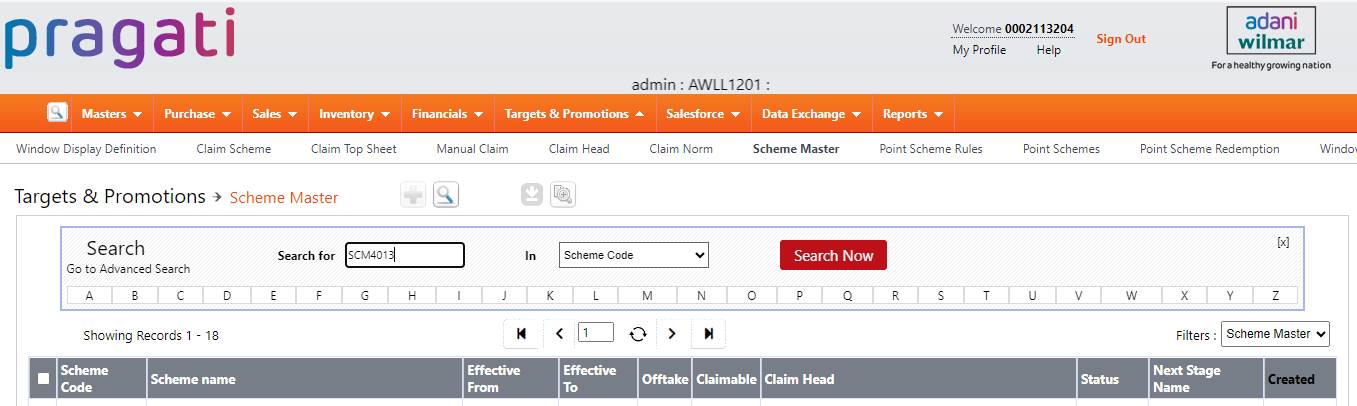 pragati
Welcome 0002113204
My Profile Help
Sign Out
adani
wilmar
For a healthy growing nation
admin : AWLL1201 :
Masters Purchase Sales Inventory Financials Targets & Promotions Salesforce Data Exchange Reports
Window Display Definition Claim Scheme Claim Top Sheet Manual Claim Claim Head Claim Norm Scheme Master Point Scheme Rules Point Schemes Point Scheme Redemption Windo
Targets & Promotions Scheme Master
Search
Go to Advanced Search
Search for SCM4013 In Scheme Code Search Now [x]
A B C D E F G H I J K L M N O P Q R S T U V W X Y Z
Showing Records 1 - 18 1 Filters : Scheme Master
Scheme Code Scheme name Effective From Effective To Offtake Claimable Claim Head Status Next Stage Name Created